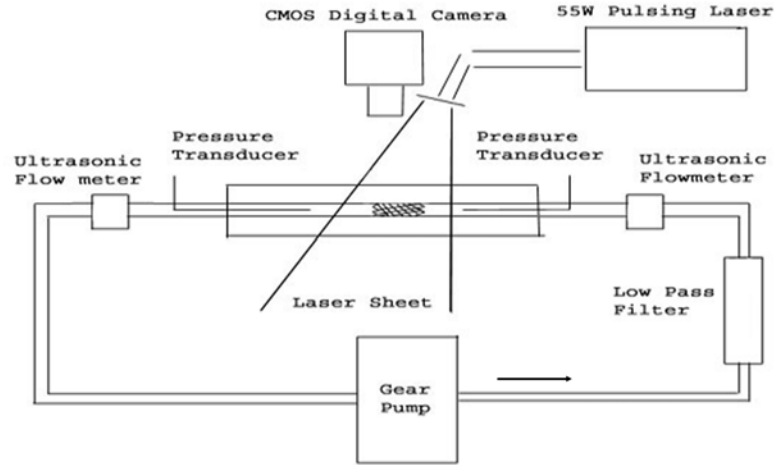 CMOS Digital Camera
55W Pulsing Laser
Pressure
Transducer
Pressure
Transducer
Ultrasonic
Flow meter
Ultrasonic
Flowmeter
Laser Sheet
Low Pass
Filter
Gear
Pump